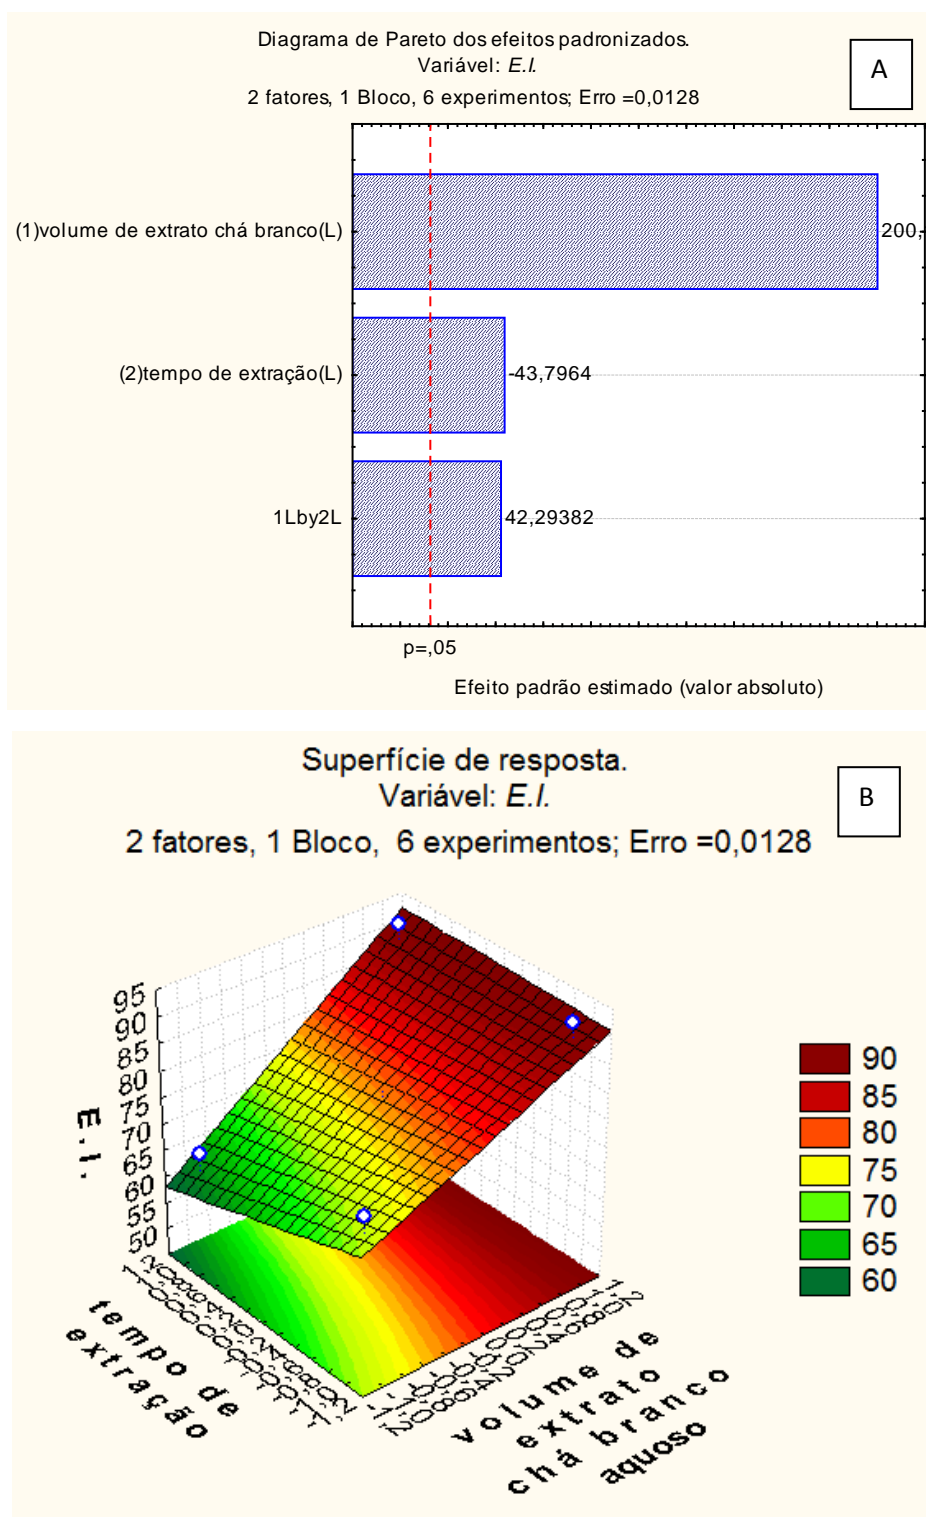 Diagrama de Pareto dos efeitos padronizados.
Variável: E.I.
2 fatores, 1 Bloco, 6 experimentos; Erro =0,0128
A
(1)volume de extrato chá branco(L)
200,
(2)tempo de extração(L)
-43,7964
1Lby2L
42,29382
p=,05
Efeito padrão estimado (valor absoluto)
Superfície de resposta.
Variável: E.I.
B
2 fatores, 1 Bloco, 6 experimentos; Erro =0,0128
95
90
85
80
75
70
65
60
55
50
E.I.
tempo de
extração
volume de
extrato
chá branco
aquoso
90
85
80
75
70
65
60